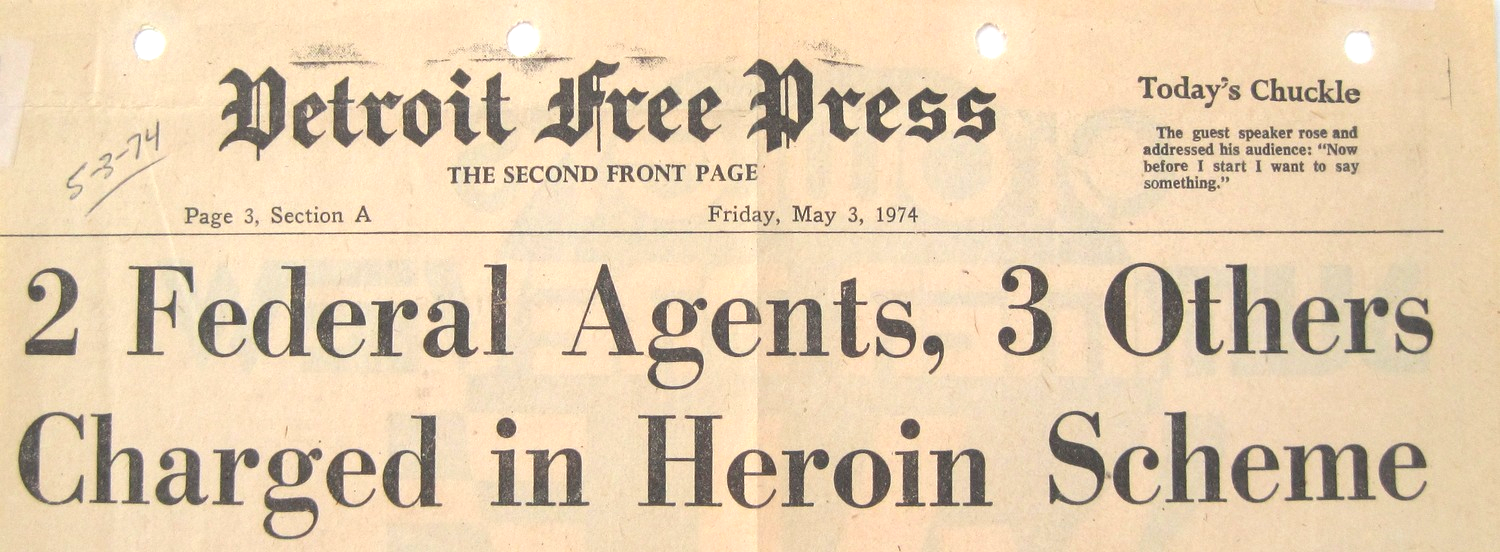 5-3-74
Detroit Free Press
THE SECOND FRONT PAGE
Page 3, Section A
Friday, May 3, 1974
Today's Chuckle
The guest speaker rose and
addressed his audience: “Now
before I start I want to say
something.”
2 Federal Agents, 3 Others
Charged in Heroin Scheme